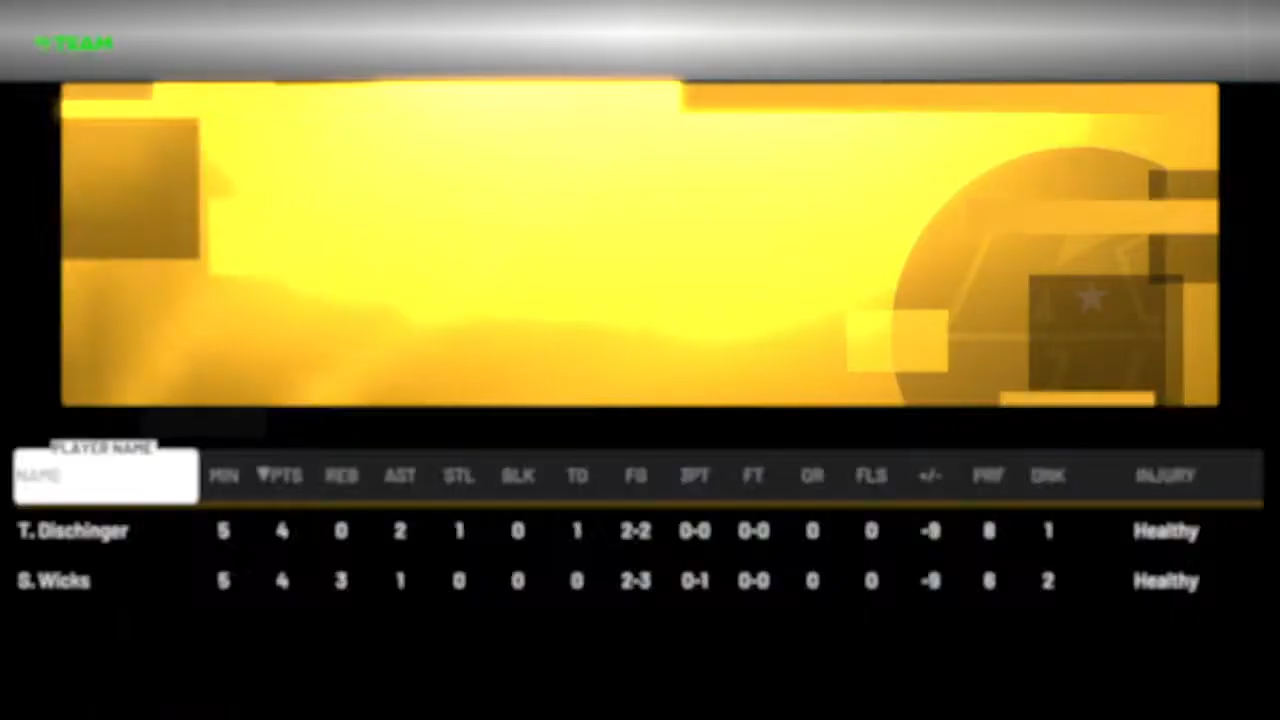 TEAM
PLAYER NAME
NAME MIN ▼PTS REB AST STL BLK TO FG 3PT FT OR FLS +/- PRF DNK INJURY
T. Dischinger 5 4 0 2 1 0 1 2-2 0-0 0-0 0 0 -9 8 1 Healthy
S. Wicks 5 4 3 1 0 0 0 2-3 0-1 0-0 0 0 -9 6 2 Healthy